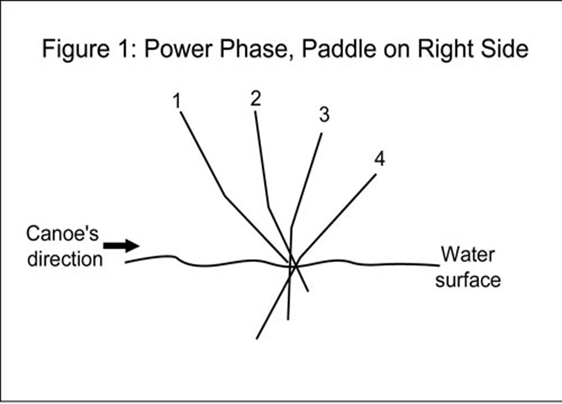 Figure 1: Power Phase, Paddle on Right Side
1
2
3
4
Canoe's
direction
Water
surface